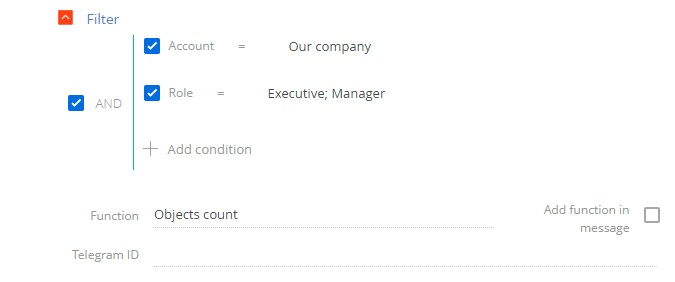 Filter
Account = Our company
AND
Role = Executive; Manager
Add condition
Function Objects count
Add function in
message
Telegram ID